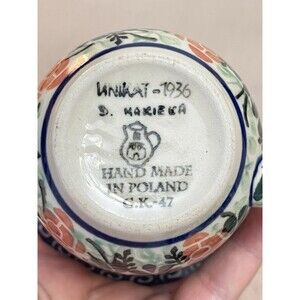 UNIKAT-1936
D. MAKIEŁA
HAND MADE
IN POLAND
C.K-47